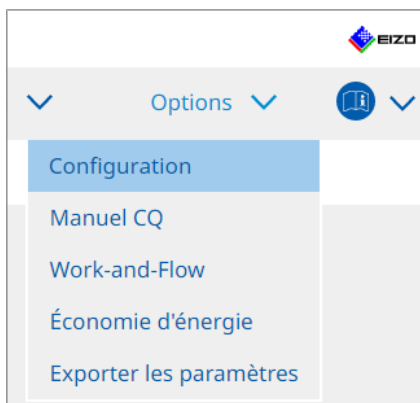 EIZO
Options
Configuration
Manuel CQ
Work-and-Flow
Économie d'énergie
Exporter les paramètres